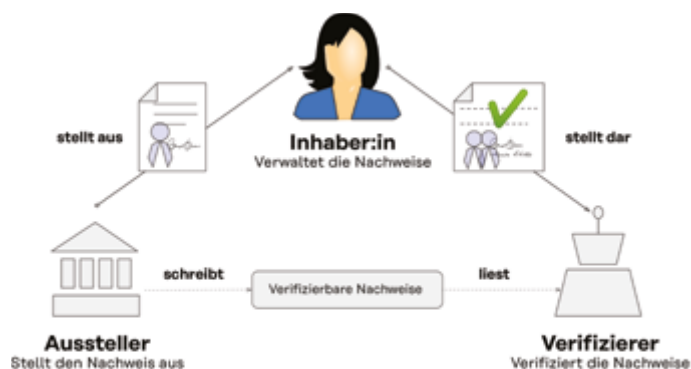 stellt aus
stellt dar
Inhaber:in
Verwaltet die Nachweise
schreibt
Verifizierbare Nachweise
liest
Aussteller
Stellt den Nachweis aus
Verifizierer
Verifiziert die Nachweise